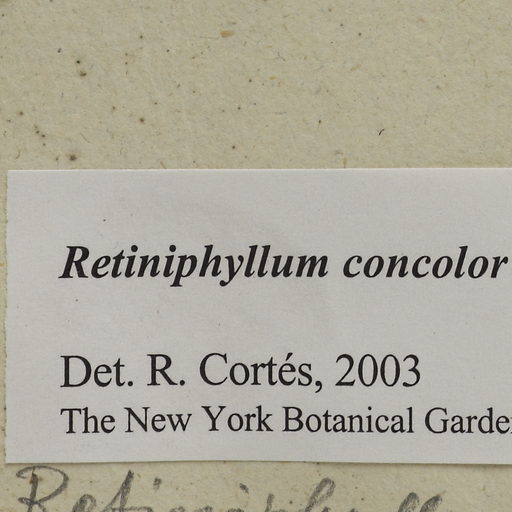 Retiniphyllum concolor
Det. R. Cortés, 2003
The New York Botanical Garde